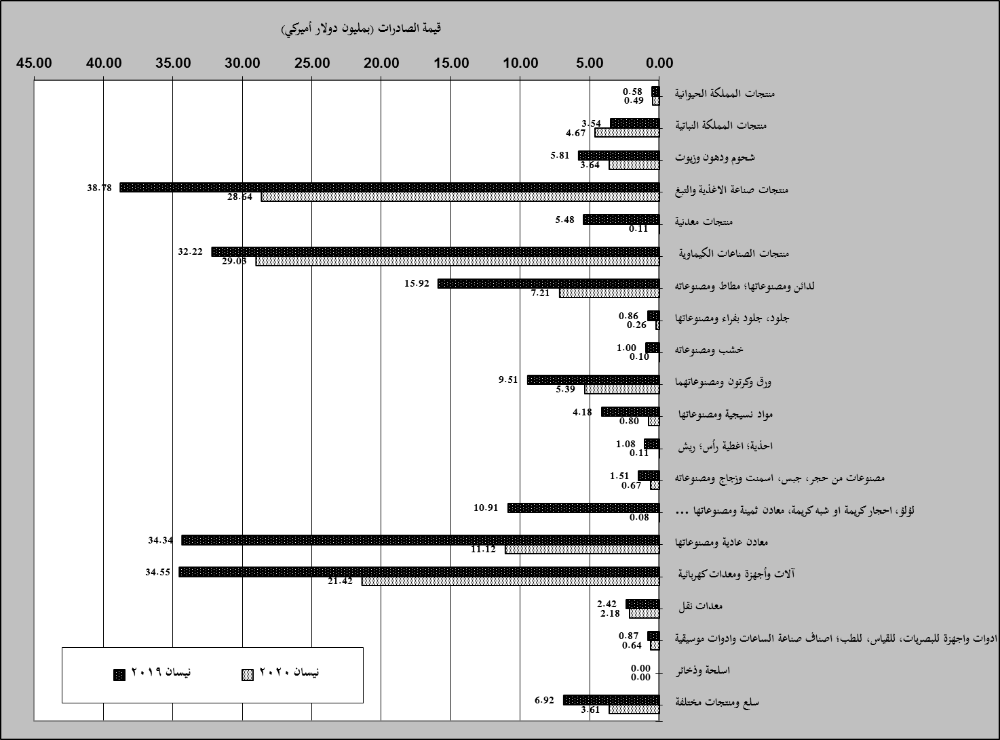 قيمة الصادرات (بمليون دولار أميركي)
45.00 40.00 35.00 30.00 25.00 20.00 15.00 10.00 5.00 0.00
منتجات المملكة الحيوانية
0.58
0.49
منتجات المملكة النباتية
3.54
4.67
شحوم ودهون وزيوت
5.81
3.64
منتجات صناعة الاغذية والتبغ
38.78
28.64
منتجات معدنية
5.48
0.11
منتجات الصناعات الكيماوية
32.22
29.03
لدائن ومصنوعاتها؛ مطاط ومصنوعاته
15.92
7.21
جلود، جلود بفراء ومصنوعاتها
0.86
0.26
خشب ومصنوعاته
1.00
0.10
ورق وكرتون ومصنوعاتهما
9.51
5.39
مواد نسيجية ومصنوعاتها
4.18
0.80
احذية؛ اغطية رأس؛ ريش
1.08
0.11
مصنوعات من حجر، جبس، اسمنت وزجاج ومصنوعاته
1.51
0.67
لؤلؤ، احجار كريمة او شبه كريمة، معادن ثمينة ومصنوعاتها ...
10.91
0.08
معادن عادية ومصنوعاتها
34.34
11.12
آلات وأجهزة ومعدات كهربائية
34.55
21.42
معدات نقل
2.42
2.18
ادوات واجهزة للبصريات، للقياس، للطب؛ اصناف صناعة الساعات وادوات موسيقية
0.87
0.64
اسلحة وذخائر
0.00
0.00
سلع ومنتجات مختلفة
6.92
3.61
نيسان ٢٠٢٠
نيسان ٢٠١٩